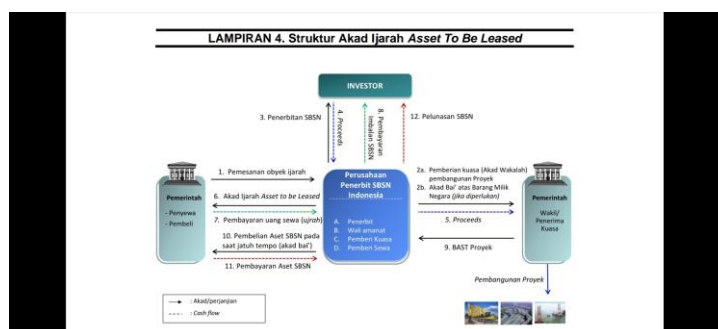 LAMPIRAN 4. Struktur Akad Ijarah Asset To Be Leased
INVESTOR
3. Penerbitan SBSN
4. Proceeds
8. Pembayaran
Imbalan SBSN
12. Pelunasan SBSN
Pemerintah
- Penyewa
- Pembeli
1. Pemesanan obyek ijarah
6. Akad Ijarah Asset to be Leased
7. Pembayaran uang sewa (ujrah)
10. Pembelian Aset SBSN pada
saat jatuh tempo (akad bai')
11. Pembayaran Aset SBSN
Perusahaan
Penerbit SBSN
Indonesia
A. Penerbit
B. Wali amanat
C. Pemberi Kuasa
D. Pemberi Sewa
2a. Pemberian kuasa (Akad Wakalah)
pembangunan Proyek
2b. Akad Bai' atas Barang Milik
Negara (jika diperlukan)
5. Proceeds
9. BAST Proyek
Pemerintah
Wakil/
Penerima
Kuasa
Pembangunan Proyek
: Akad/perjanjian
: Cash flow